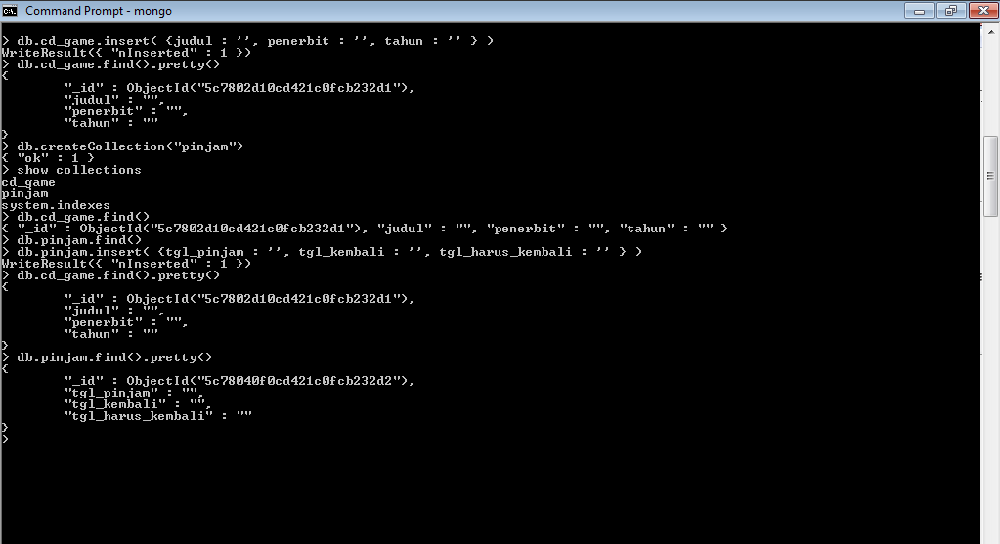 Command Prompt - mongo
> db.cd_game.insert( {judul : '', penerbit : '', tahun : '' } )
WriteResult({ "nInserted" : 1 })
> db.cd_game.find().pretty()
{
        "_id" : ObjectId("5c7802d10cd421c0fcb232d1"),
        "judul" : "",
        "penerbit" : "",
        "tahun" : ""
}
> db.createCollection("pinjam")
{ "ok" : 1 }
> show collections
cd_game
pinjam
system.indexes
> db.cd_game.find()
{ "_id" : ObjectId("5c7802d10cd421c0fcb232d1"), "judul" : "", "penerbit" : "", "tahun" : "" }
> db.pinjam.find()
> db.pinjam.insert( {tgl_pinjam : '', tgl_kembali : '', tgl_harus_kembali : '' } )
WriteResult({ "nInserted" : 1 })
> db.cd_game.find().pretty()
{
        "_id" : ObjectId("5c7802d10cd421c0fcb232d1"),
        "judul" : "",
        "penerbit" : "",
        "tahun" : ""
}
> db.pinjam.find().pretty()
{
        "_id" : ObjectId("5c78040f0cd421c0fcb232d2"),
        "tgl_pinjam" : "",
        "tgl_kembali" : "",
        "tgl_harus_kembali" : ""
}
>